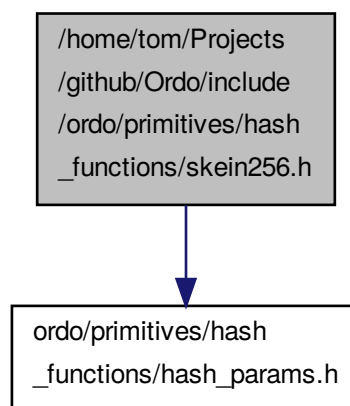 /home/tom/Projects
/github/Ordo/include
/ordo/primitives/hash
_functions/skein256.h
ordo/primitives/hash
_functions/hash_params.h